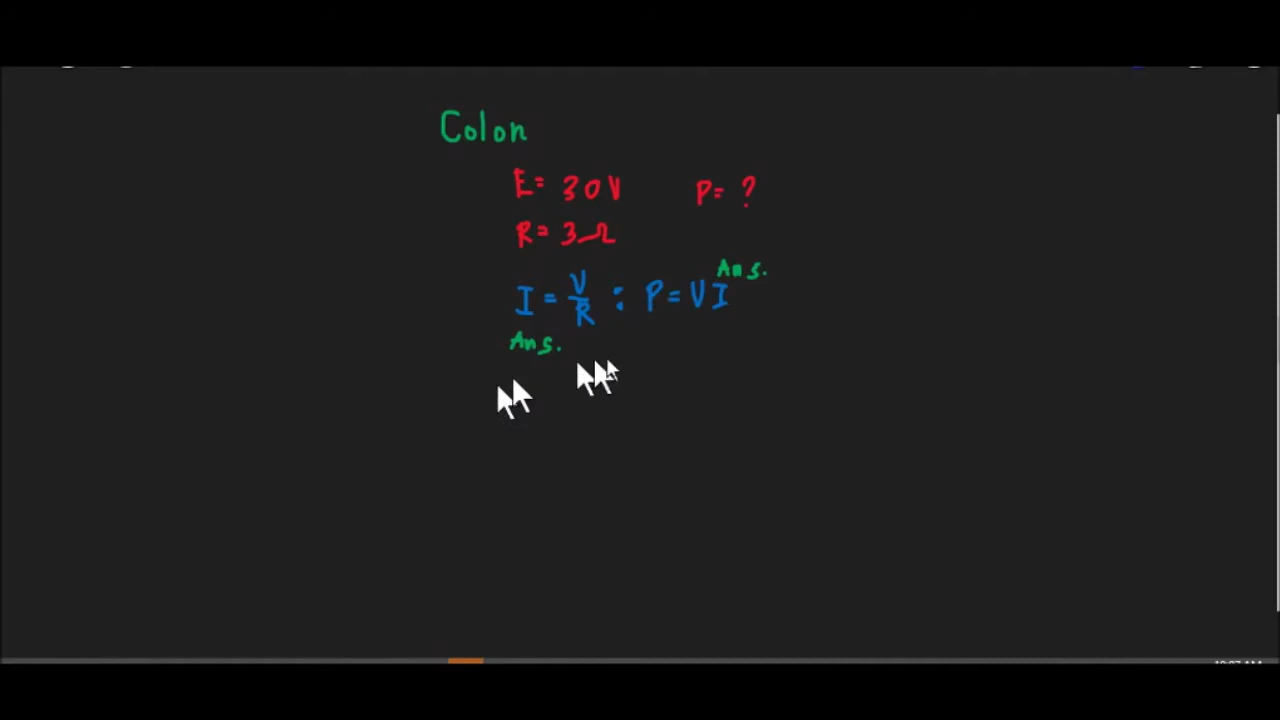 Colon
E= 30V P= ?
R= 3Ω
Ans.
I = V/R : P = VI
Ans.